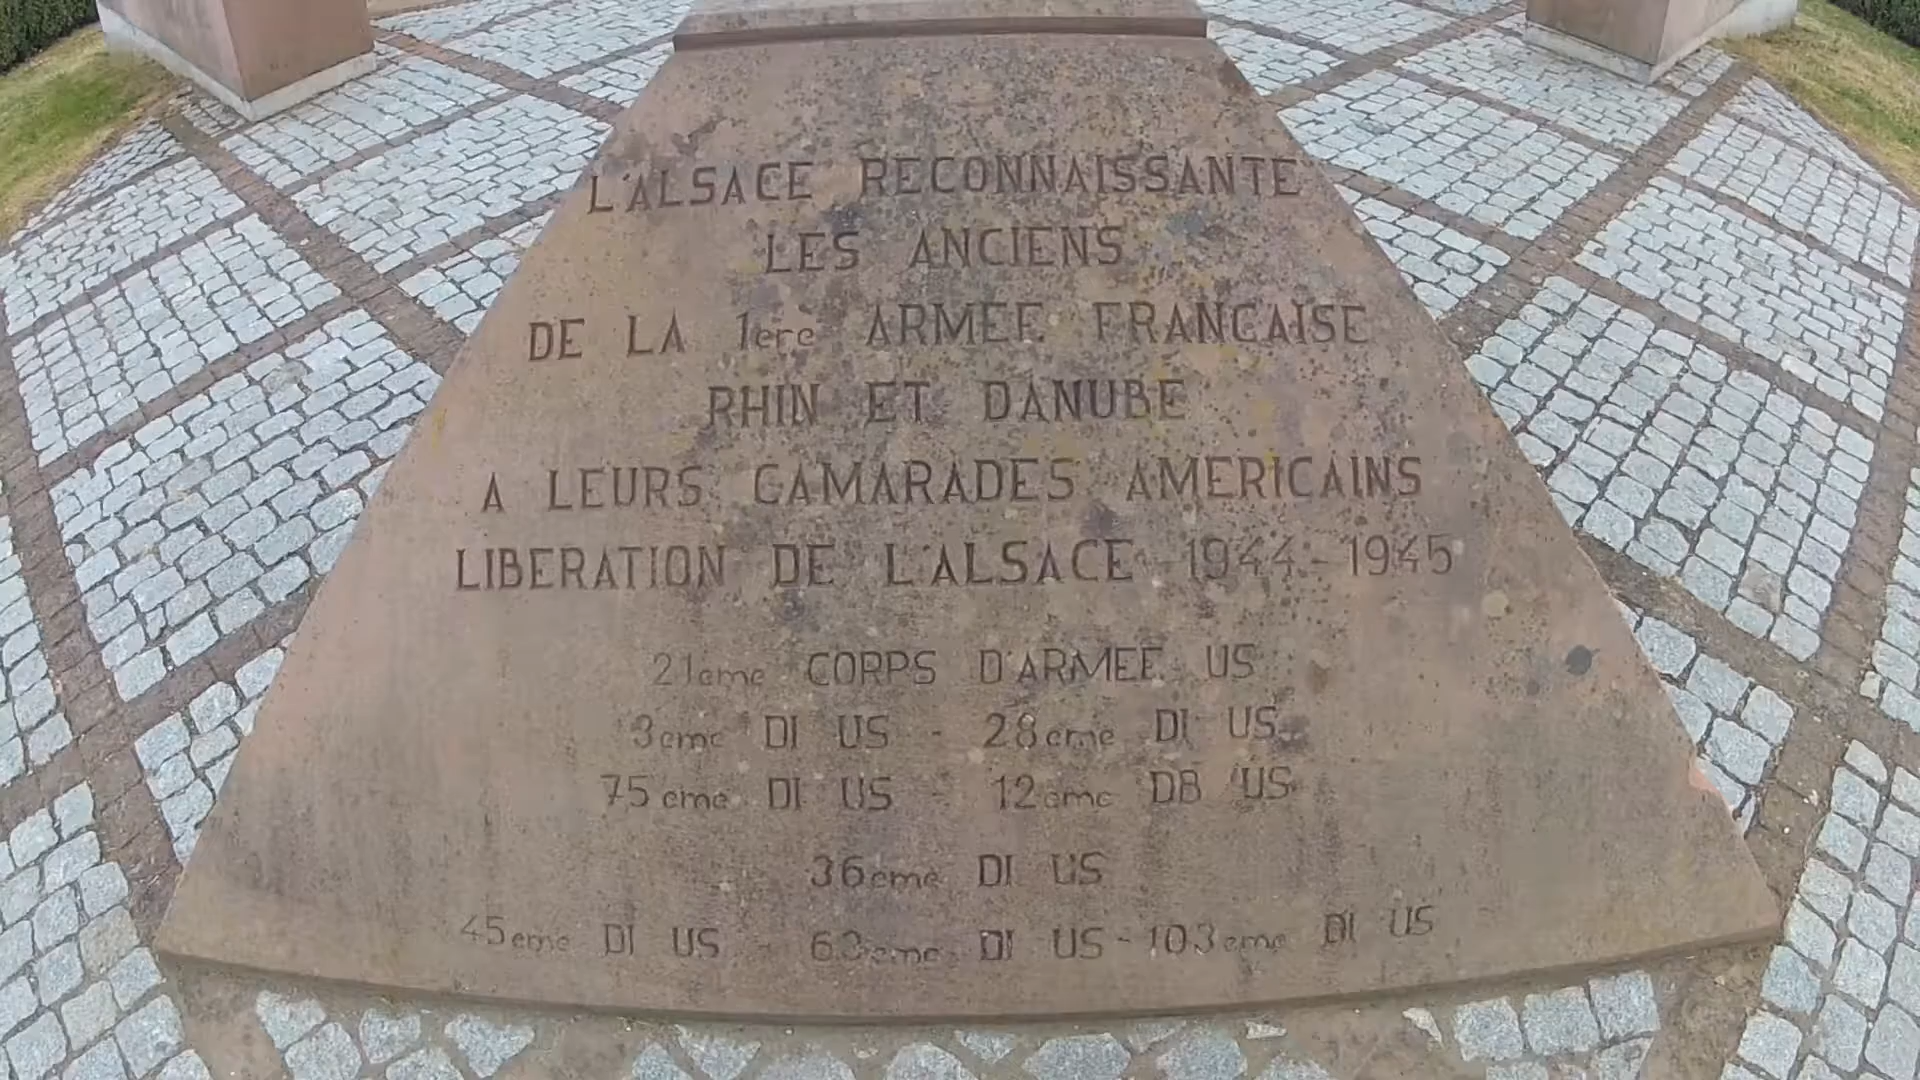 L'ALSACE RECONNAISSANTE
LES ANCIENS
DE LA 1ere ARMEE FRANCAISE
RHIN ET DANUBE
A LEURS CAMARADES AMERICAINS
LIBERATION DE L'ALSACE - 1944 - 1945
21eme CORPS D'ARMEE US
3eme DI US - 28eme DI US
75eme DI US - 12eme DB US
36eme DI US
45eme DI US - 63eme DI US - 103eme DI US